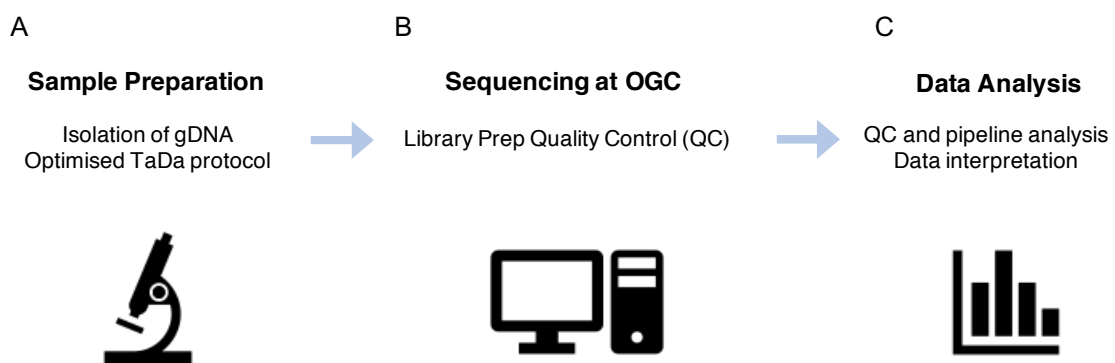 A
Sample Preparation
Isolation of gDNA
Optimised TaDa protocol
B
Sequencing at OGC
Library Prep Quality Control (QC)
C
Data Analysis
QC and pipeline analysis
Data interpretation